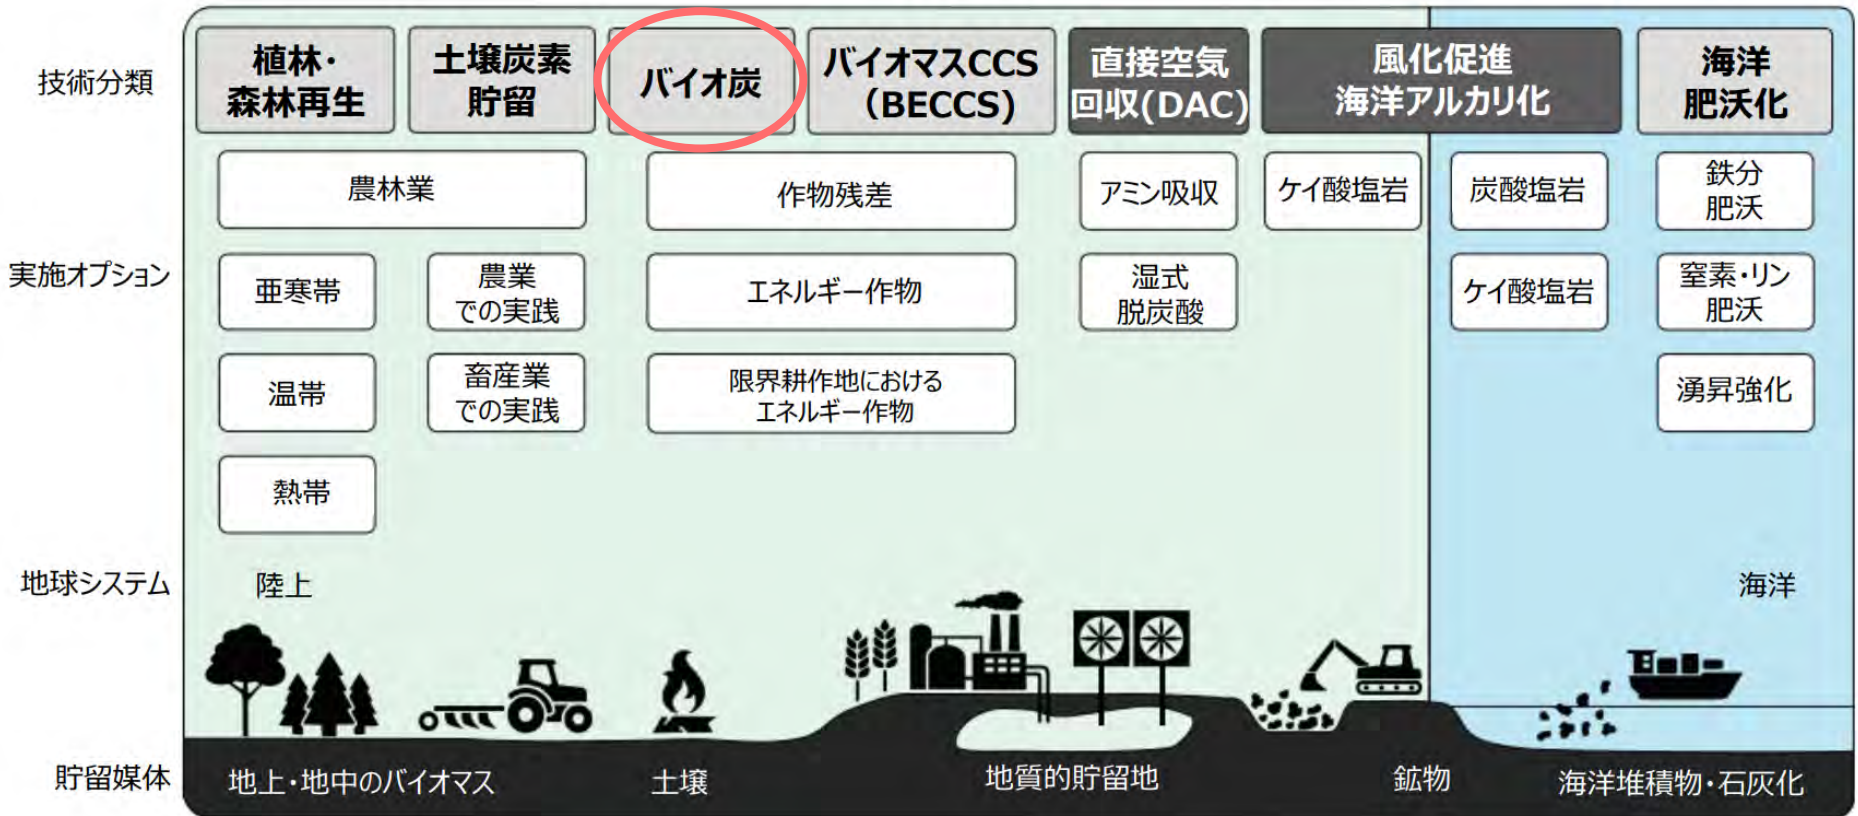 技術分類
植林・
森林再生
土壌炭素
貯留
バイオ炭
バイオマスCCS
（BECCS）
直接空気
回収(DAC)
風化促進
海洋アルカリ化
海洋
肥沃化
実施オプション
農林業
作物残差
アミン吸収
ケイ酸塩岩
炭酸塩岩
鉄分
肥沃
亜寒帯
農業
での実践
エネルギー作物
湿式
脱炭酸
ケイ酸塩岩
窒素・リン
肥沃
温帯
畜産業
での実践
限界耕作地における
エネルギー作物
湧昇強化
熱帯
地球システム
陸上
海洋
貯留媒体
地上・地中のバイオマス
土壌
地質的貯留地
鉱物
海洋堆積物・石灰化